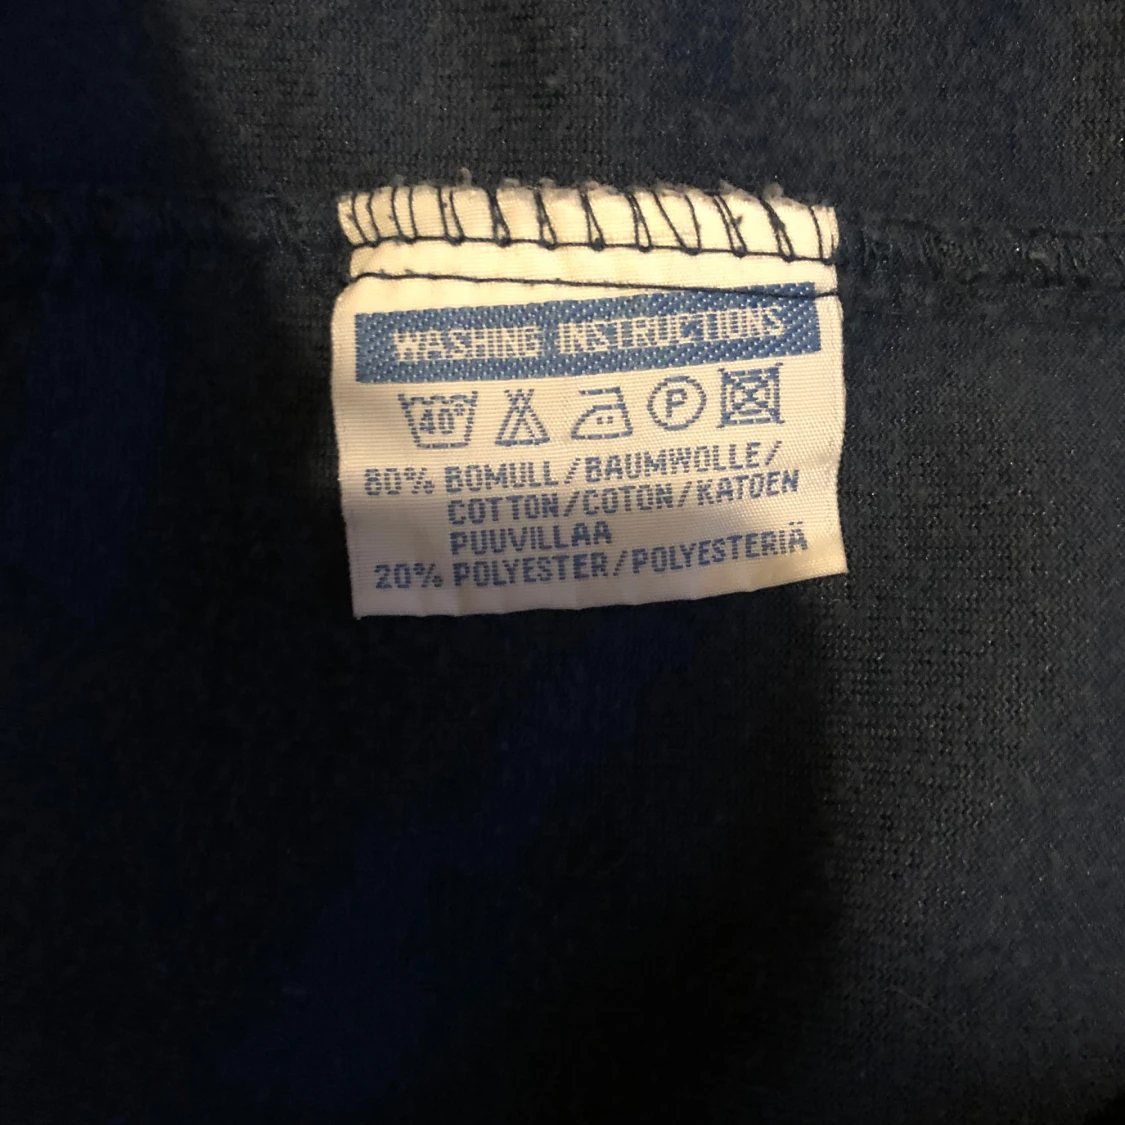 WASHING INSTRUCTIONS
40° P
80% BOMULL/BAUMWOLLE/
COTTON/COTON/KATOEN
PUUVILLAA
20% POLYESTER/POLYESTERIÄ